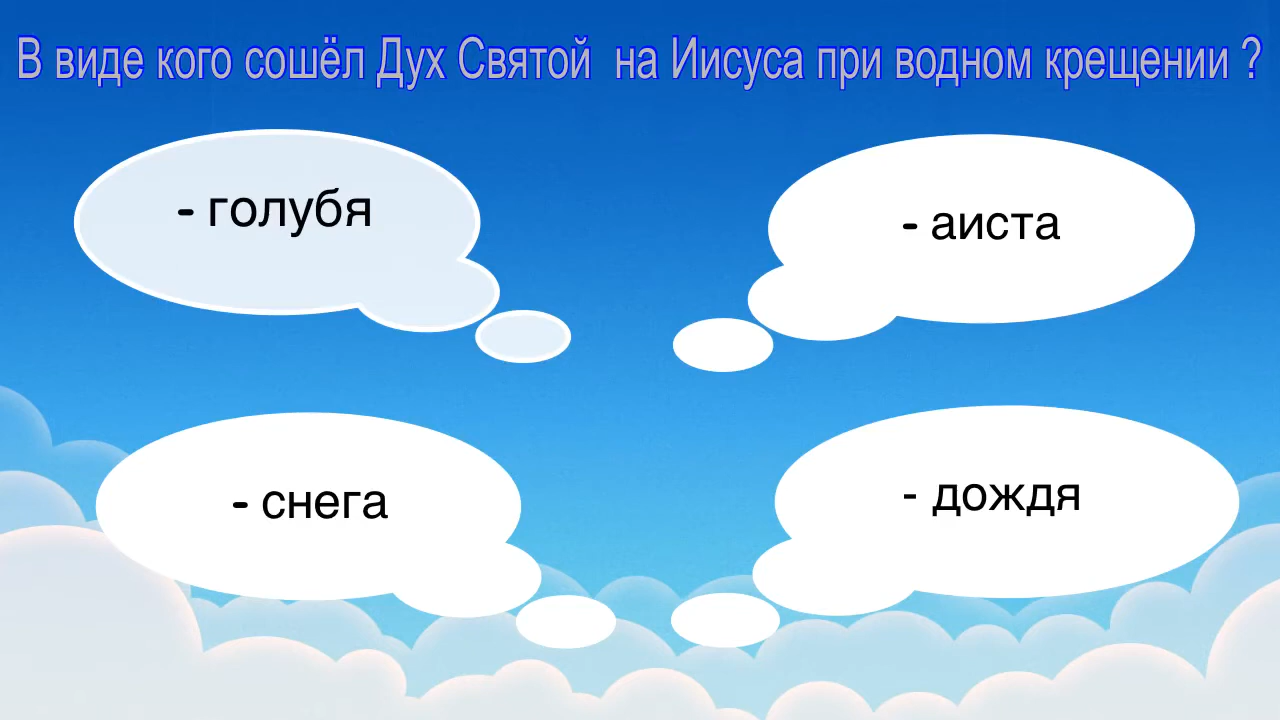 В виде кого сошёл Дух Святой на Иисуса при водном крещении ?
- голубя
- аиста
- снега
- дождя